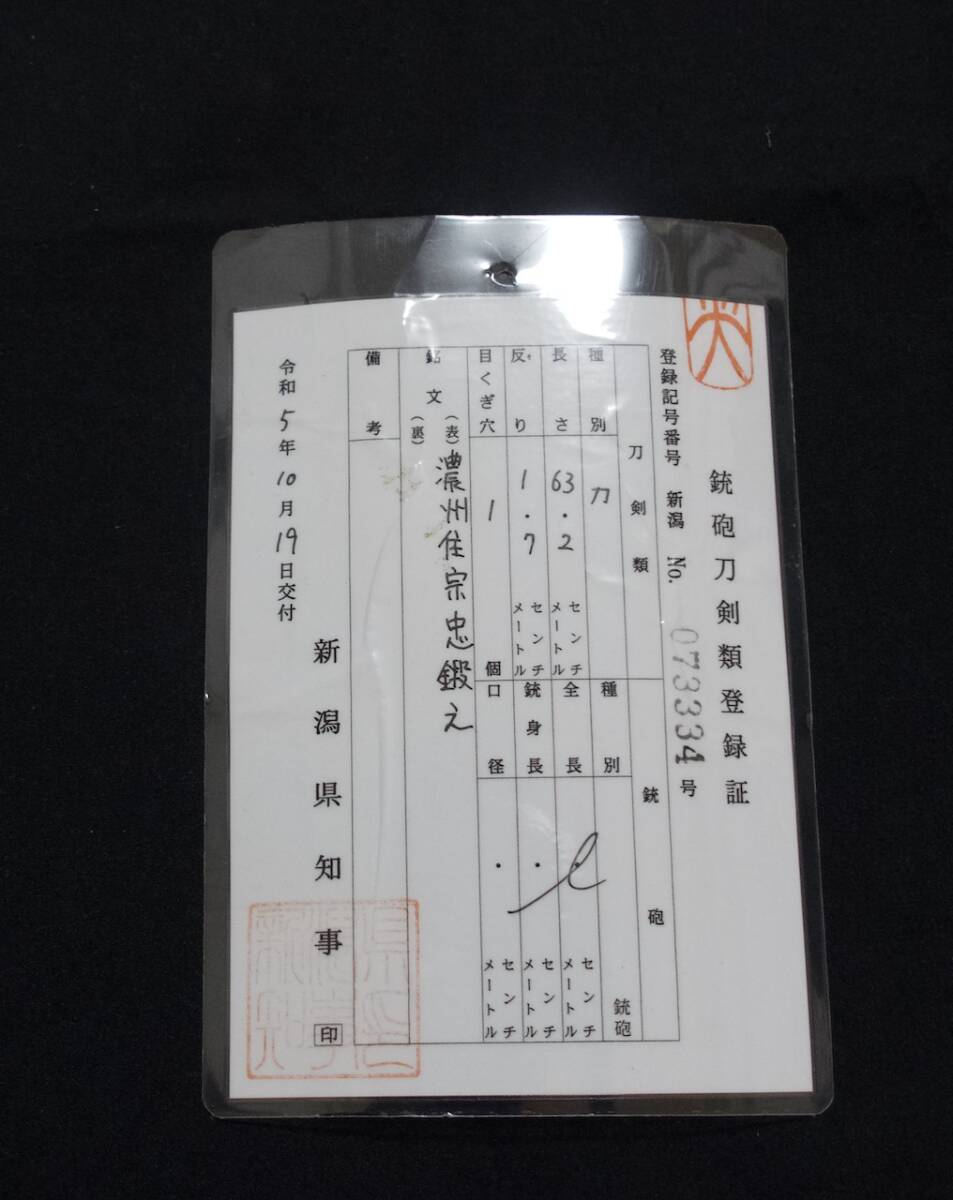 銃砲刀剣類登録証
登録記号番号 新潟 No. 073334 号
刀剣類
種別 刀
長さ 63.2 センチメートル
反り 1.7 センチメートル
目くぎ穴 1 個
銃砲
種別 銃砲
全長 . センチメートル
銃身長 . センチメートル
口径 . センチメートル
銘文 (表) 濃州住宗忠鍛え
(裏)
備考
令和5年10月19日交付
新潟県知事 印